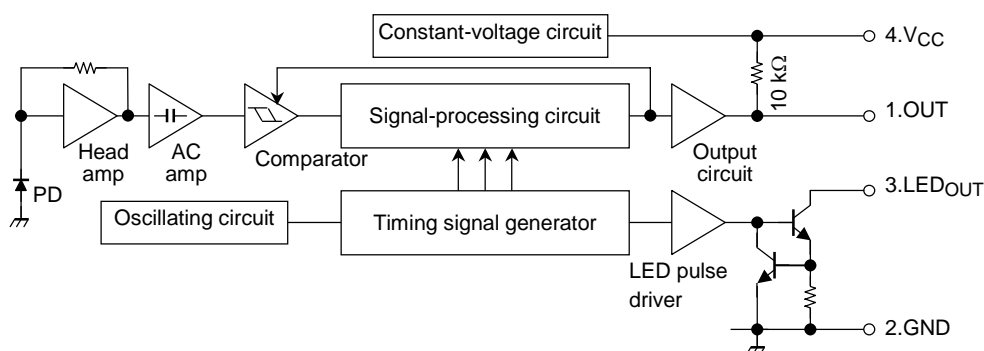 Constant-voltage circuit
4.VCC
10 kΩ
Signal-processing circuit
1.OUT
Head
amp
AC
amp
Comparator
Output
circuit
PD
3.LEDOUT
Oscillating circuit
Timing signal generator
LED pulse
driver
2.GND